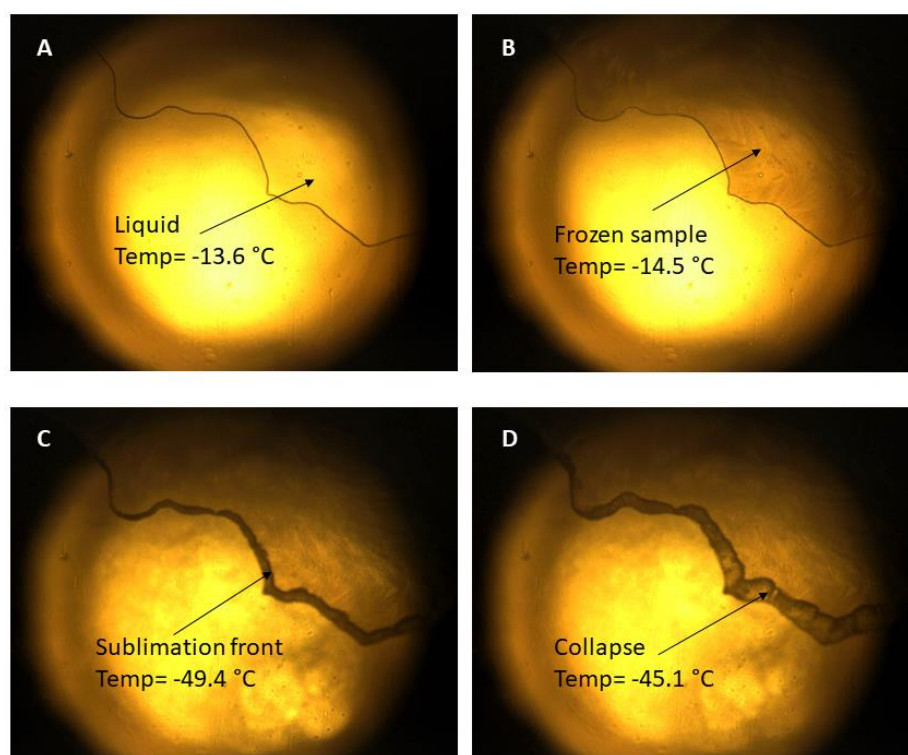 A
Liquid
Temp= -13.6 °C
B
Frozen sample
Temp= -14.5 °C
C
Sublimation front
Temp= -49.4 °C
D
Collapse
Temp= -45.1 °C